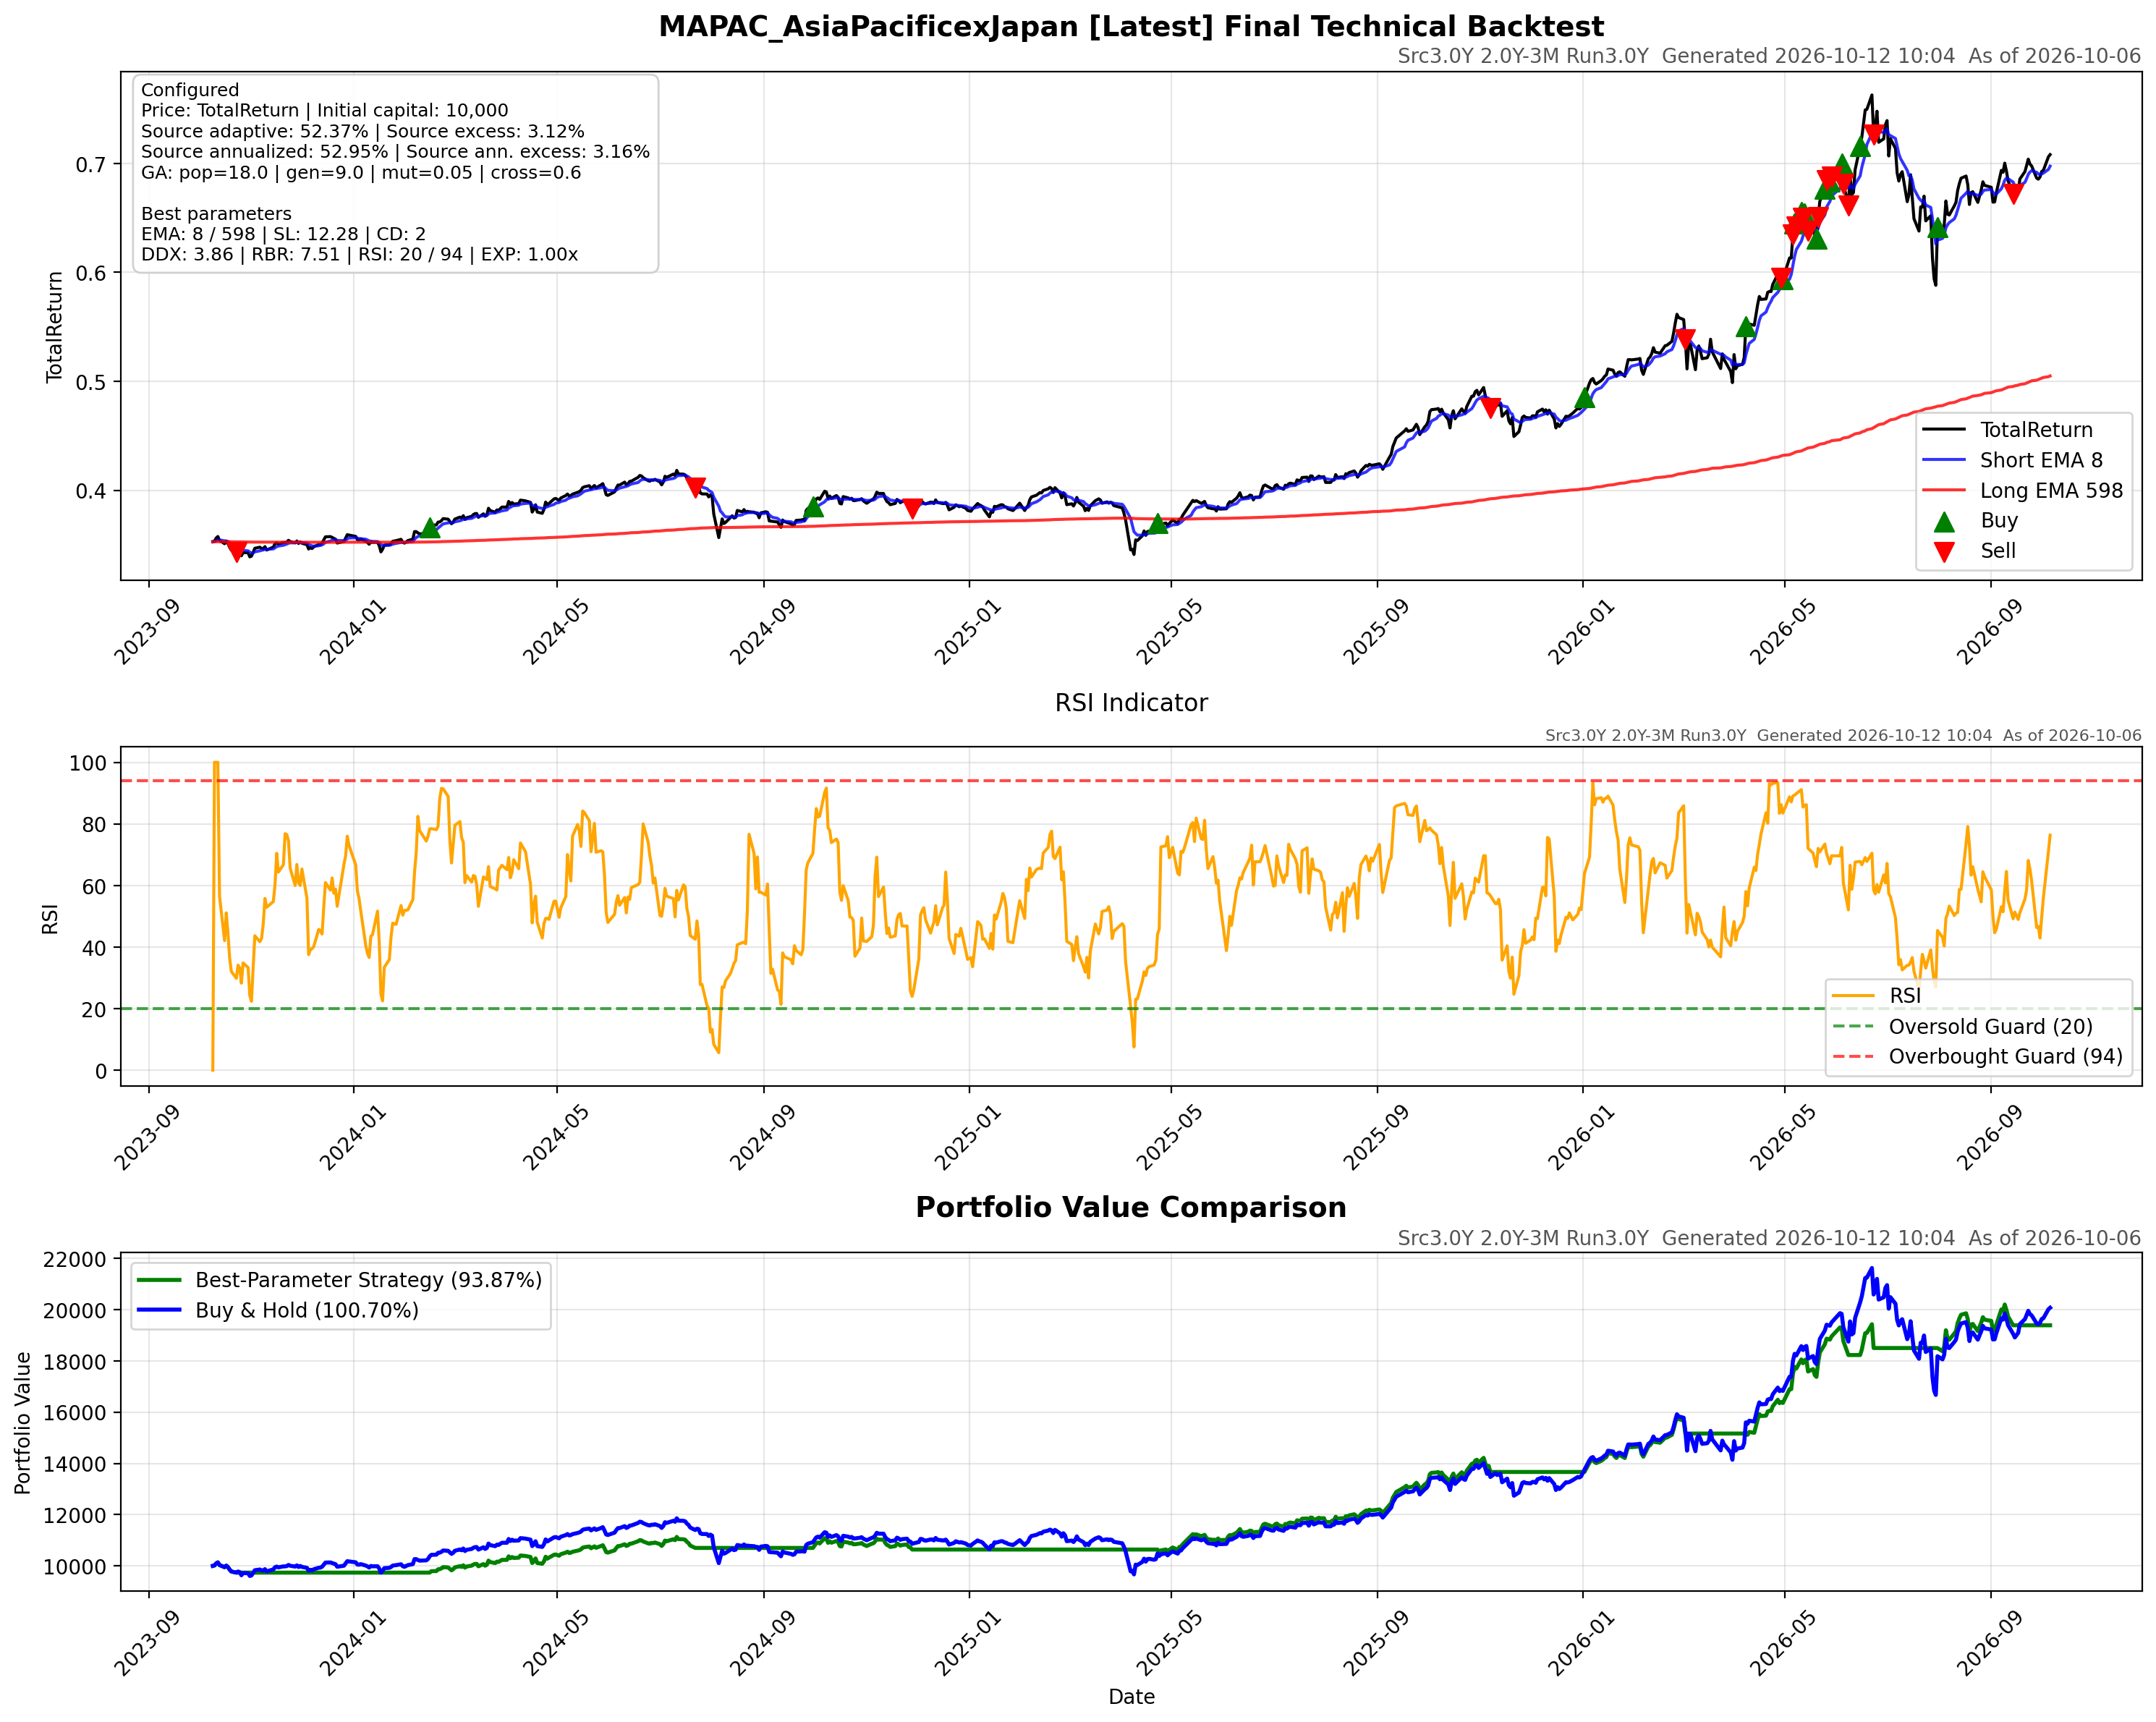 MAPAC_AsiaPacificexJapan [Latest] Final Technical Backtest
Src3.0Y 2.0Y-3M Run3.0Y  Generated 2026-10-12 10:04  As of 2026-10-06
Configured
Price: TotalReturn | Initial capital: 10,000
Source adaptive: 52.37% | Source excess: 3.12%
Source annualized: 52.95% | Source ann. excess: 3.16%
GA: pop=18.0 | gen=9.0 | mut=0.05 | cross=0.6
Best parameters
EMA: 8 / 598 | SL: 12.28 | CD: 2
DDX: 3.86 | RBR: 7.51 | RSI: 20 / 94 | EXP: 1.00x
TotalReturn
0.7
0.6
0.5
0.4
TotalReturn
Short EMA 8
Long EMA 598
Buy
Sell
2023-09
2024-01
2024-05
2024-09
2025-01
2025-05
2025-09
2026-01
2026-05
2026-09
RSI Indicator
Src3.0Y 2.0Y-3M Run3.0Y  Generated 2026-10-12 10:04  As of 2026-10-06
RSI
100
80
60
40
20
0
RSI
Oversold Guard (20)
Overbought Guard (94)
2023-09
2024-01
2024-05
2024-09
2025-01
2025-05
2025-09
2026-01
2026-05
2026-09
Portfolio Value Comparison
Src3.0Y 2.0Y-3M Run3.0Y  Generated 2026-10-12 10:04  As of 2026-10-06
Portfolio Value
22000
20000
18000
16000
14000
12000
10000
Best-Parameter Strategy (93.87%)
Buy & Hold (100.70%)
2023-09
2024-01
2024-05
2024-09
2025-01
2025-05
2025-09
2026-01
2026-05
2026-09
Date